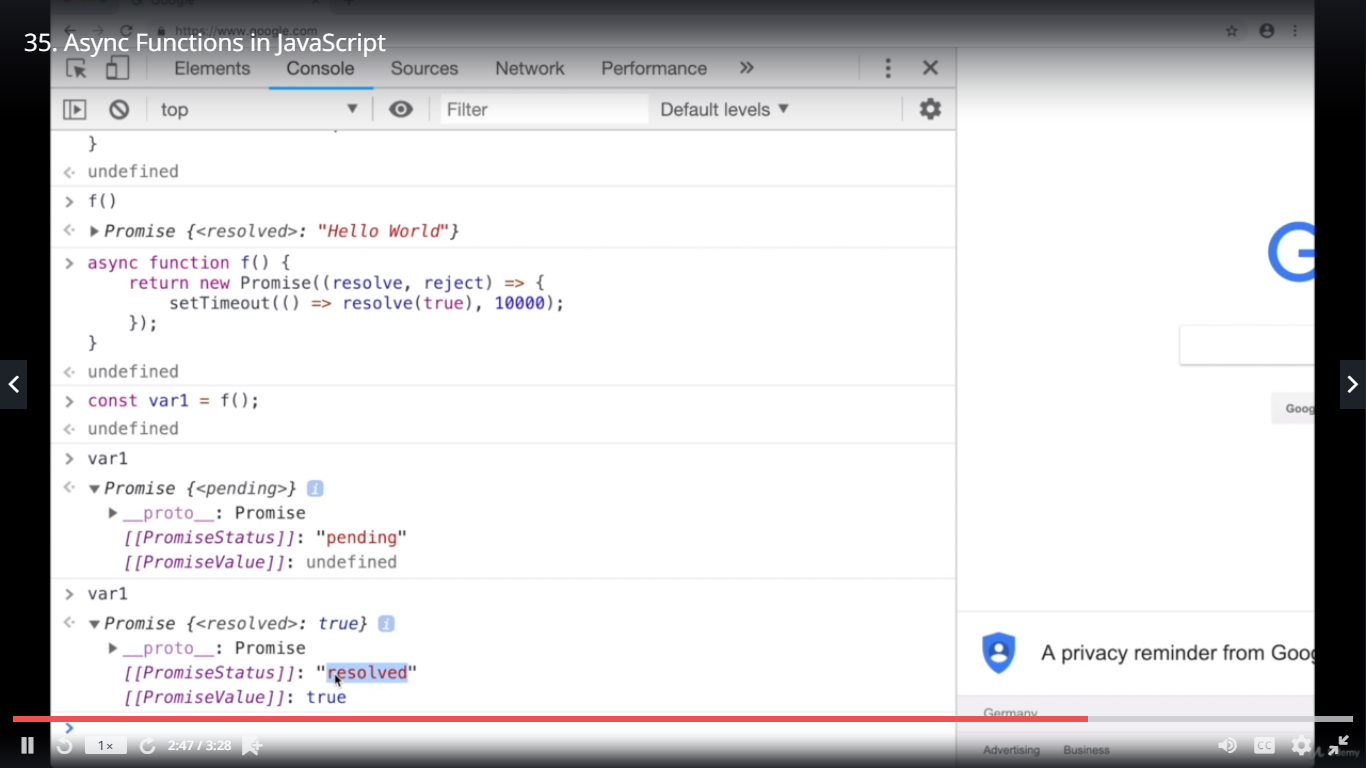 Google
https://www.google.com
35. Async Functions in JavaScript
Elements Console Sources Network Performance »
top Filter Default levels
}
undefined
f()
Promise {<resolved>: "Hello World"}
async function f() {
return new Promise((resolve, reject) => {
setTimeout(() => resolve(true), 10000);
});
}
undefined
const var1 = f();
undefined
var1
Promise {<pending>} i
__proto__: Promise
[[PromiseStatus]]: "pending"
[[PromiseValue]]: undefined
var1
Promise {<resolved>: true} i
__proto__: Promise
[[PromiseStatus]]: "resolved"
[[PromiseValue]]: true
G
Goog
A privacy reminder from Goog
Germany
Advertising Business
1× 2:47 / 3:28 CC